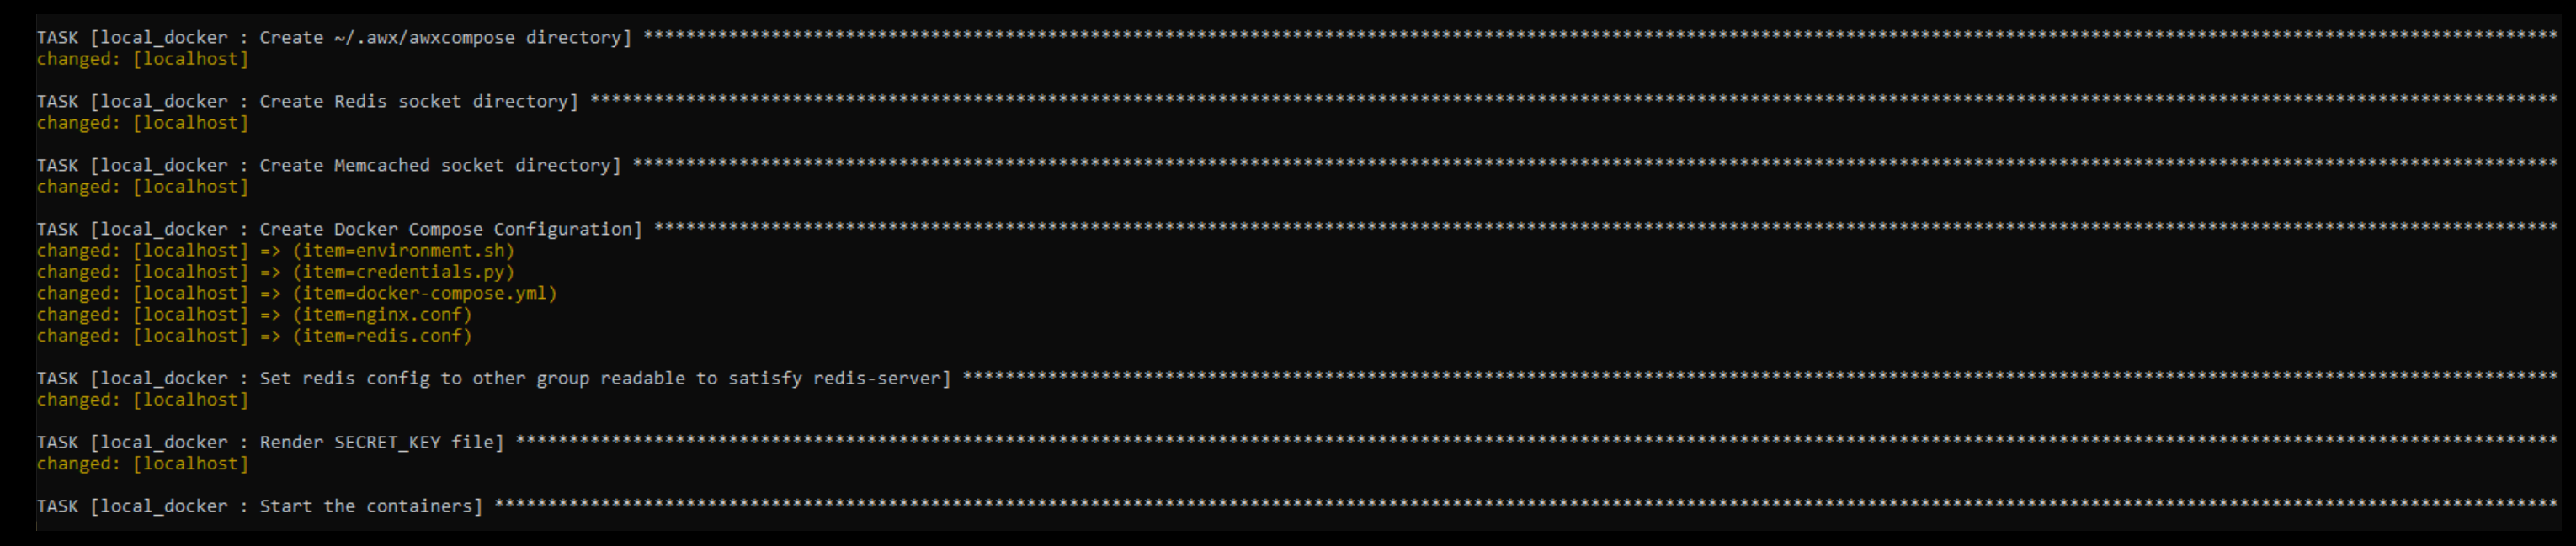 TASK [local_docker : Create ~/.awx/awxcompose directory] ************************************************************************************************************************************************************************************
changed: [localhost]
TASK [local_docker : Create Redis socket directory] *****************************************************************************************************************************************************************************************
changed: [localhost]
TASK [local_docker : Create Memcached socket directory] *************************************************************************************************************************************************************************************
changed: [localhost]
TASK [local_docker : Create Docker Compose Configuration] ***********************************************************************************************************************************************************************************
changed: [localhost] => (item=environment.sh)
changed: [localhost] => (item=credentials.py)
changed: [localhost] => (item=docker-compose.yml)
changed: [localhost] => (item=nginx.conf)
changed: [localhost] => (item=redis.conf)
TASK [local_docker : Set redis config to other group readable to satisfy redis-server] ******************************************************************************************************************************************************
changed: [localhost]
TASK [local_docker : Render SECRET_KEY file] ************************************************************************************************************************************************************************************************
changed: [localhost]
TASK [local_docker : Start the containers] **************************************************************************************************************************************************************************************************